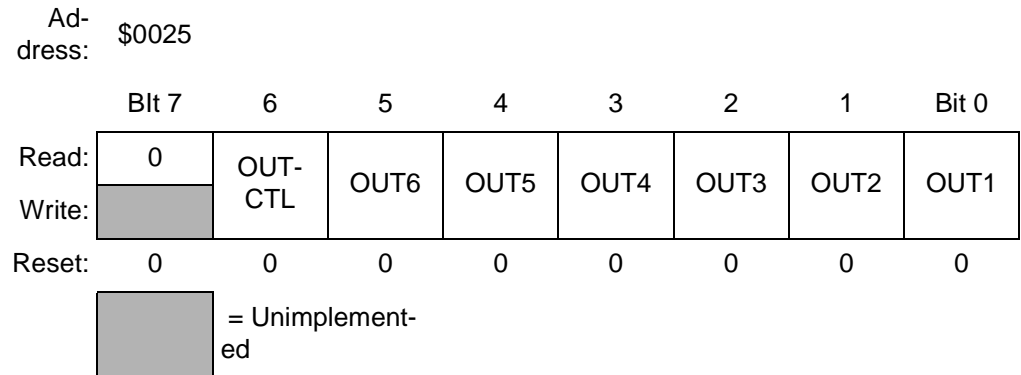 Ad-
dress: $0025
BIt 7 6 5 4 3 2 1 Bit 0
Read: 0 OUT-
CTL OUT6 OUT5 OUT4 OUT3 OUT2 OUT1
Write:
Reset: 0 0 0 0 0 0 0 0
= Unimplement-
ed